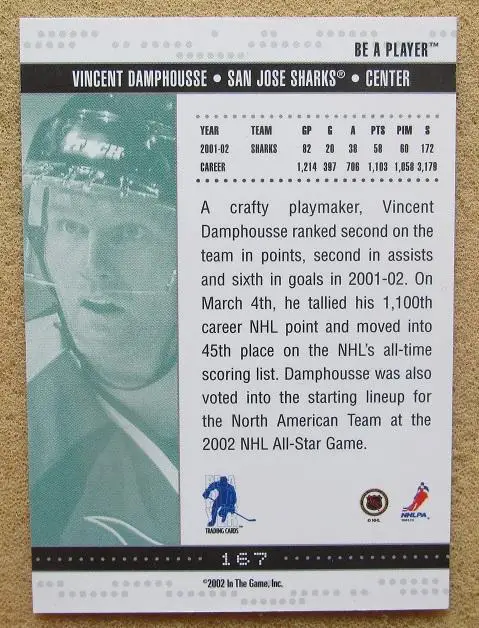 BE A PLAYER™
VINCENT DAMPHOUSSE • SAN JOSE SHARKS® • CENTER
YEAR TEAM GP G A PTS PIM S
2001-02 SHARKS 82 20 38 58 60 172
CAREER 1,214 397 706 1,103 1,058 3,179
A crafty playmaker, Vincent
Damphousse ranked second on the
team in points, second in assists
and sixth in goals in 2001-02. On
March 4th, he tallied his 1,100th
career NHL point and moved into
45th place on the NHL's all-time
scoring list. Damphousse was also
voted into the starting lineup for
the North American Team at the
2002 NHL All-Star Game.
TRADING CARDS™
© NHL
NHLPA
167
©2002 In The Game, Inc.